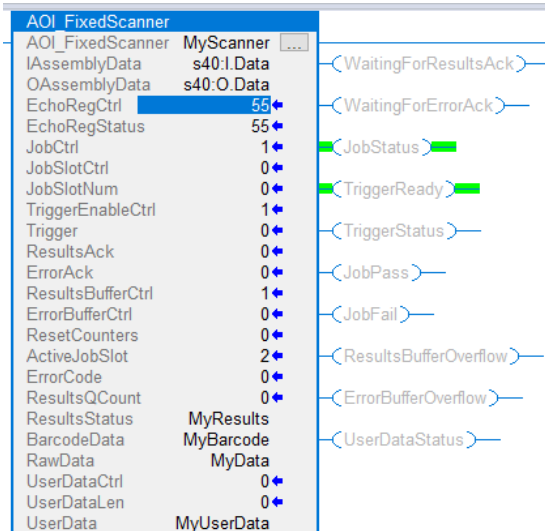 AOI_FixedScanner
AOI_FixedScanner MyScanner ...
IAssemblyData s40:I.Data WaitingForResultsAck
OAssemblyData s40:O.Data
EchoRegCtrl 55 WaitingForErrorAck
EchoRegStatus 55
JobCtrl 1 JobStatus
JobSlotCtrl 0
JobSlotNum 0 TriggerReady
TriggerEnableCtrl 1
Trigger 0 TriggerStatus
ResultsAck 0
ErrorAck 0 JobPass
ResultsBufferCtrl 1
ErrorBufferCtrl 0 JobFail
ResetCounters 0
ActiveJobSlot 2 ResultsBufferOverflow
ErrorCode 0
ResultsQCount 0 ErrorBufferOverflow
ResultsStatus MyResults
BarcodeData MyBarcode UserDataStatus
RawData MyData
UserDataCtrl 0
UserDataLen 0
UserData MyUserData